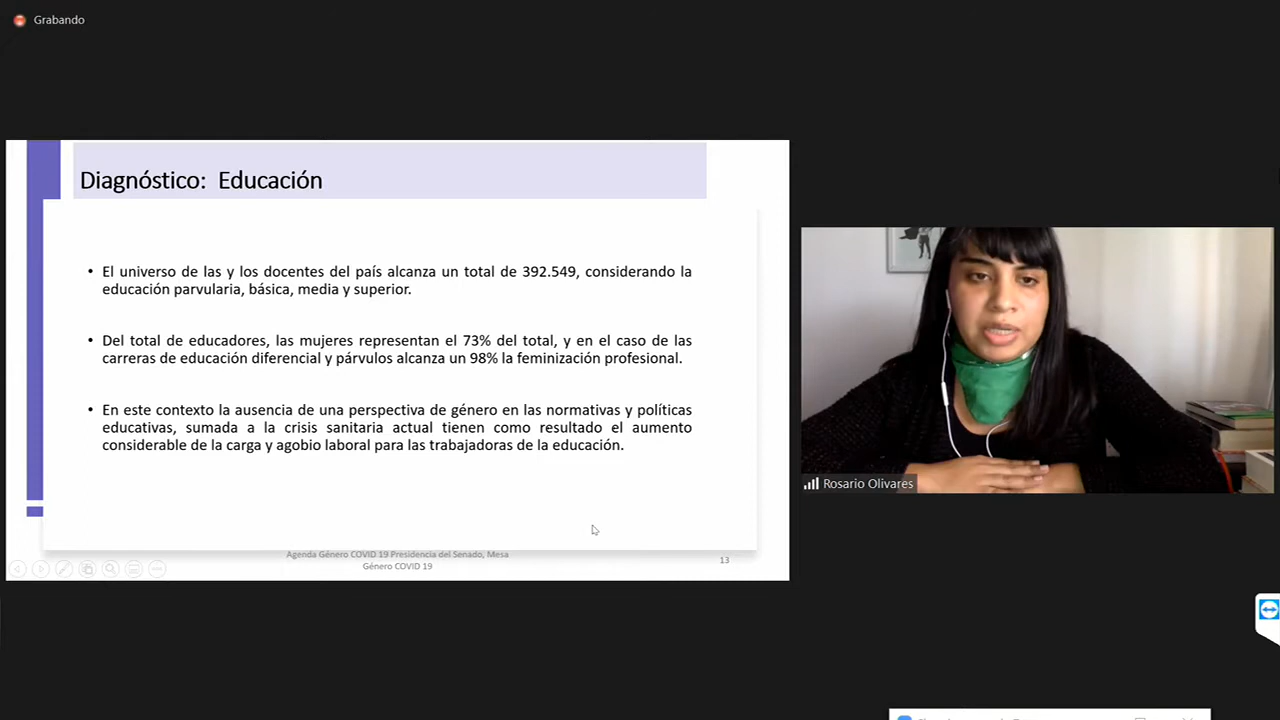 Grabando
Diagnóstico: Educación
• El universo de las y los docentes del país alcanza un total de 392.549, considerando la
educación parvularia, básica, media y superior.
• Del total de educadores, las mujeres representan el 73% del total, y en el caso de las
carreras de educación diferencial y párvulos alcanza un 98% la feminización profesional.
• En este contexto la ausencia de una perspectiva de género en las normativas y políticas
educativas, sumada a la crisis sanitaria actual tienen como resultado el aumento
considerable de la carga y agobio laboral para las trabajadoras de la educación.
Agenda Género COVID 19 Presidencia del Senado, Mesa
Género COVID 19
13
Rosario Olivares